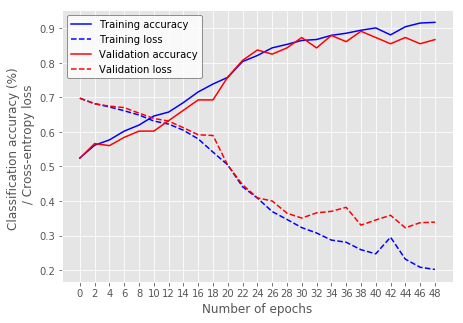 Training accuracy
Training loss
Validation accuracy
Validation loss
Classification accuracy (%)
/ Cross-entropy loss
0.9
0.8
0.7
0.6
0.5
0.4
0.3
0.2
0 2 4 6 8 10 12 14 16 18 20 22 24 26 28 30 32 34 36 38 40 42 44 46 48
Number of epochs